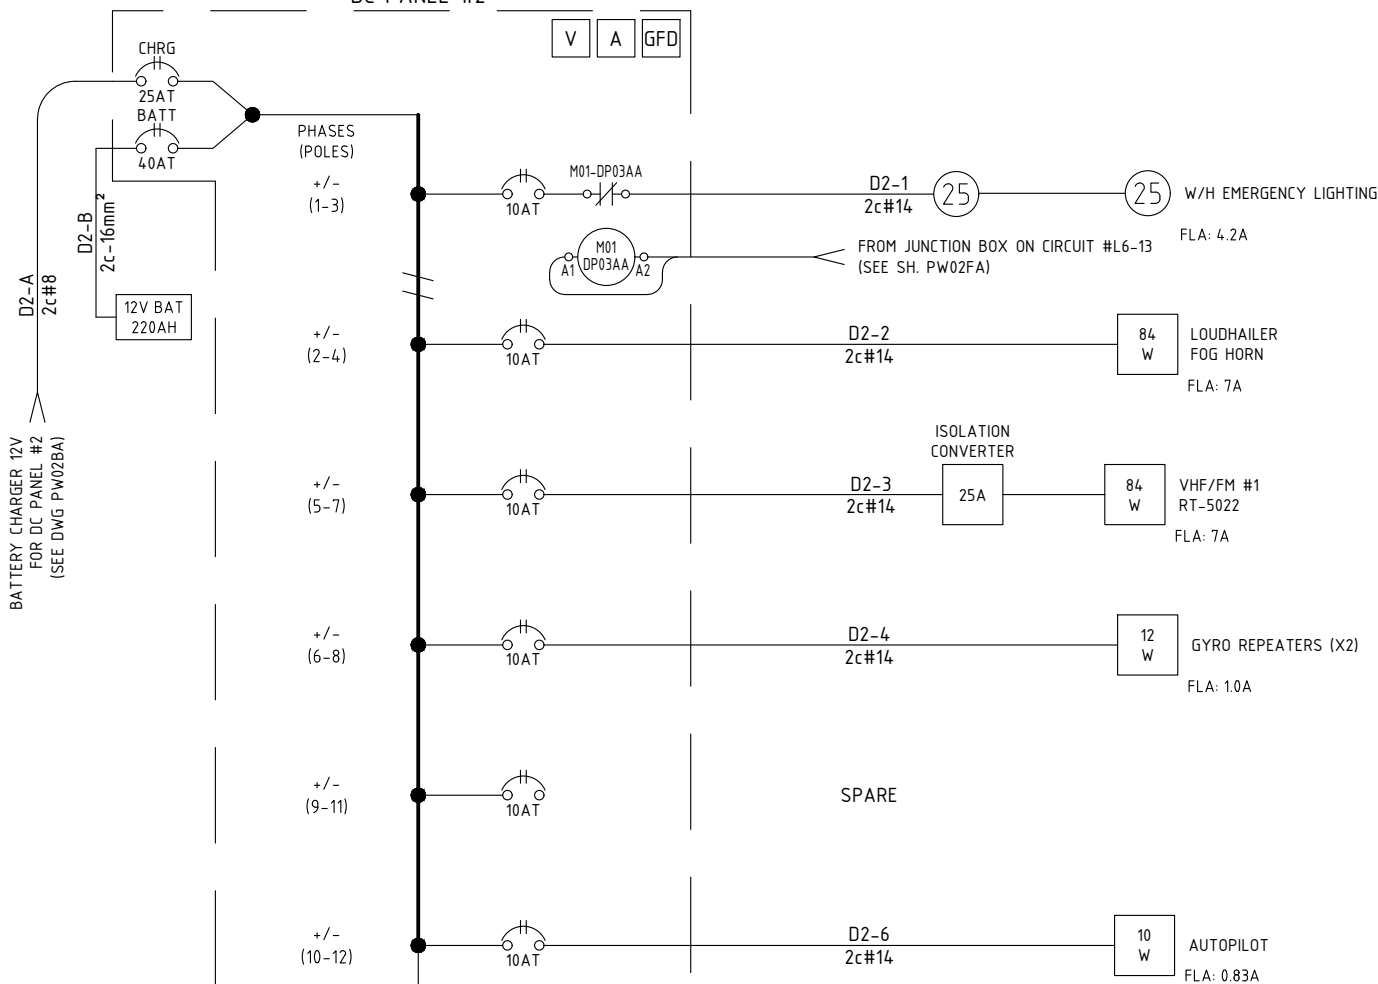 DC PANEL #2
V A GFD
CHRG
25AT
BATT
40AT
PHASES
(POLES)
+/-
(1-3)
10AT
M01-DP03AA
D2-1
2c#14
25
25
W/H EMERGENCY LIGHTING
FLA: 4.2A
M01
DP03AA
A1
A2
FROM JUNCTION BOX ON CIRCUIT #L6-13
(SEE SH. PW02FA)
D2-B
2c-16mm²
D2-A
2c#8
12V BAT
220AH
+/-
(2-4)
10AT
D2-2
2c#14
84
W
LOUDHAILER
FOG HORN
FLA: 7A
BATTERY CHARGER 12V
FOR DC PANEL #2
(SEE DWG PW02BA)
+/-
(5-7)
10AT
D2-3
2c#14
ISOLATION
CONVERTER
25A
84
W
VHF/FM #1
RT-5022
FLA: 7A
+/-
(6-8)
10AT
D2-4
2c#14
12
W
GYRO REPEATERS (X2)
FLA: 1.0A
+/-
(9-11)
10AT
SPARE
+/-
(10-12)
10AT
D2-6
2c#14
10
W
AUTOPILOT
FLA: 0.83A